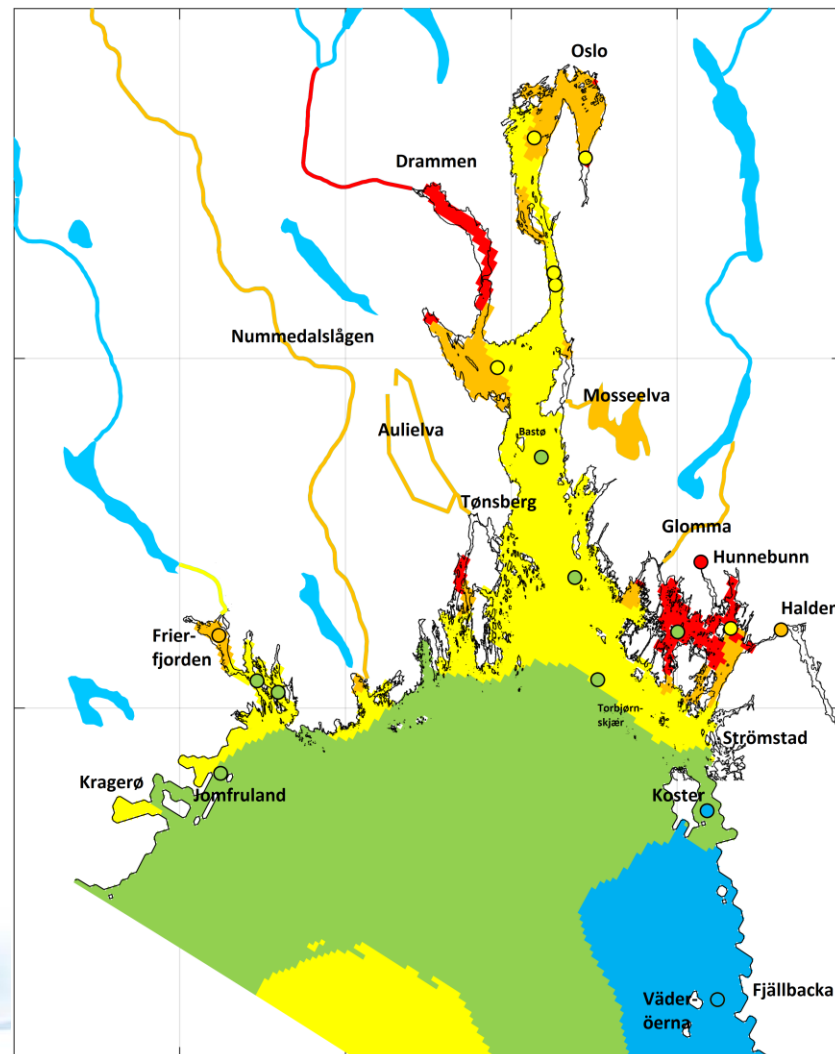 Oslo
Drammen
Nummedalslågen
Mosseelva
Aulielva
Bastø
Tønsberg
Glomma
Hunnebunn
Halden
Frier-
fjorden
Torbjørn-
skjær
Strömstad
Kragerø
Jomfruland
Koster
Väder-
öerna
Fjällbacka